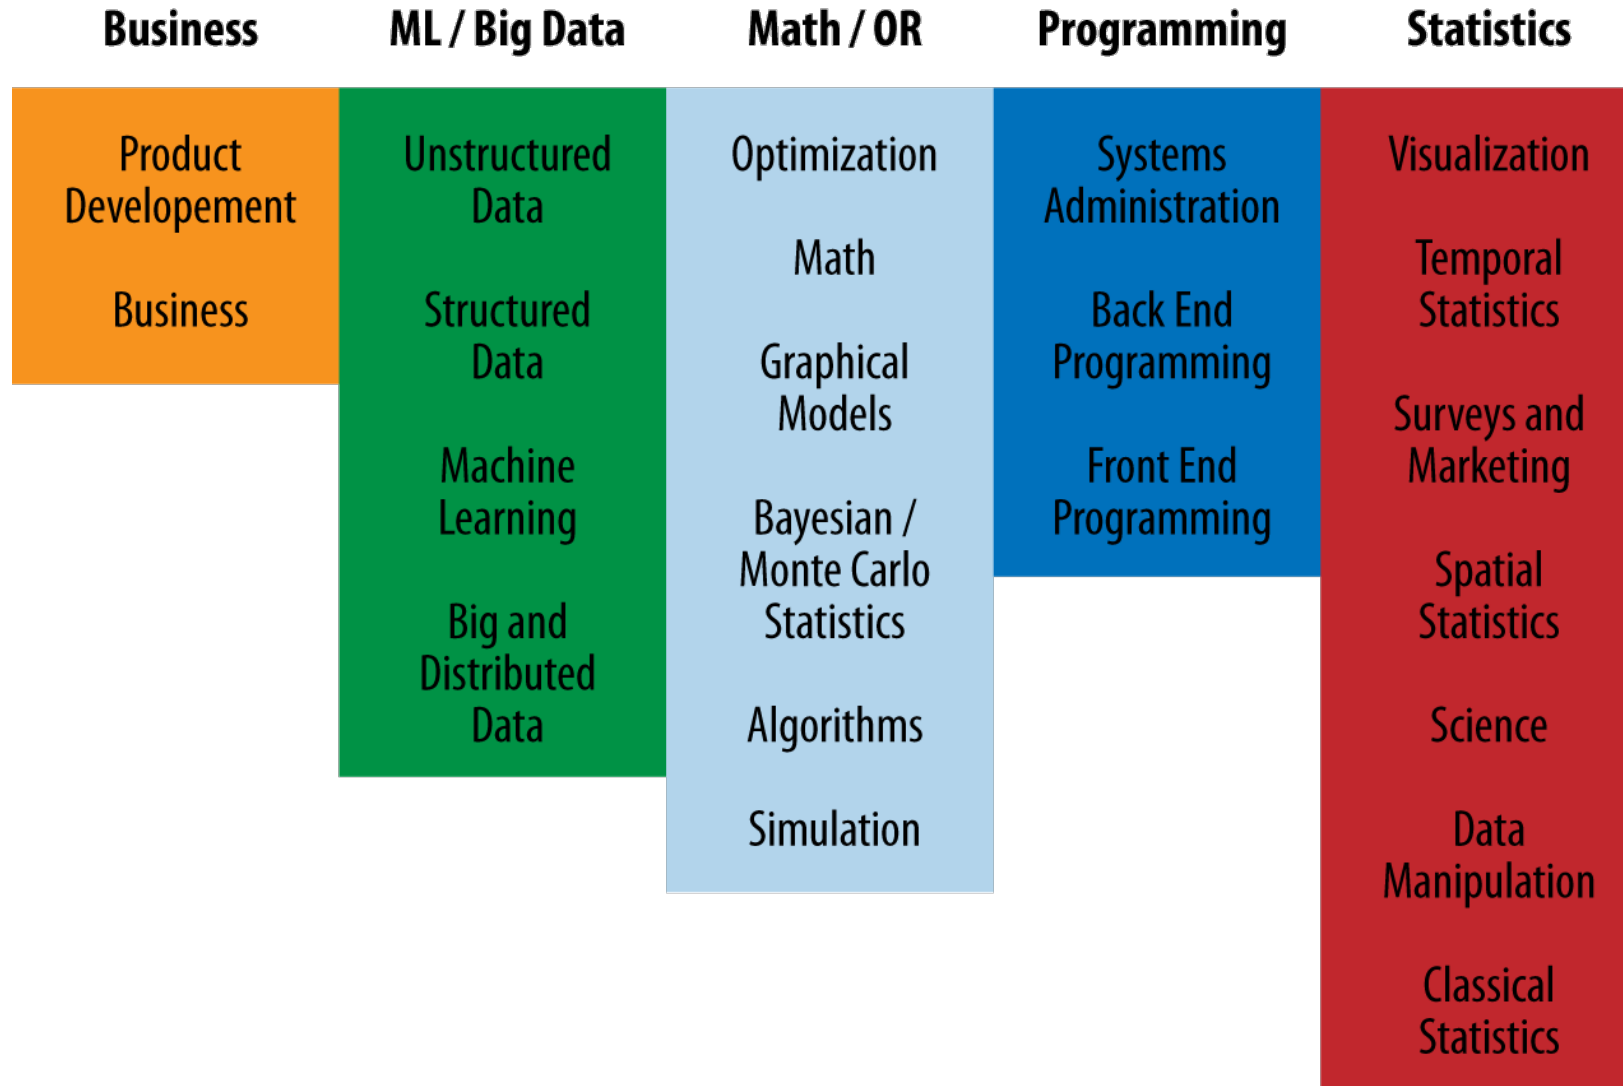 Business
ML / Big Data
Math / OR
Programming
Statistics
Product
Developement
Business
Unstructured
Data
Structured
Data
Machine
Learning
Big and
Distributed
Data
Optimization
Math
Graphical
Models
Bayesian /
Monte Carlo
Statistics
Algorithms
Simulation
Systems
Administration
Back End
Programming
Front End
Programming
Visualization
Temporal
Statistics
Surveys and
Marketing
Spatial
Statistics
Science
Data
Manipulation
Classical
Statistics